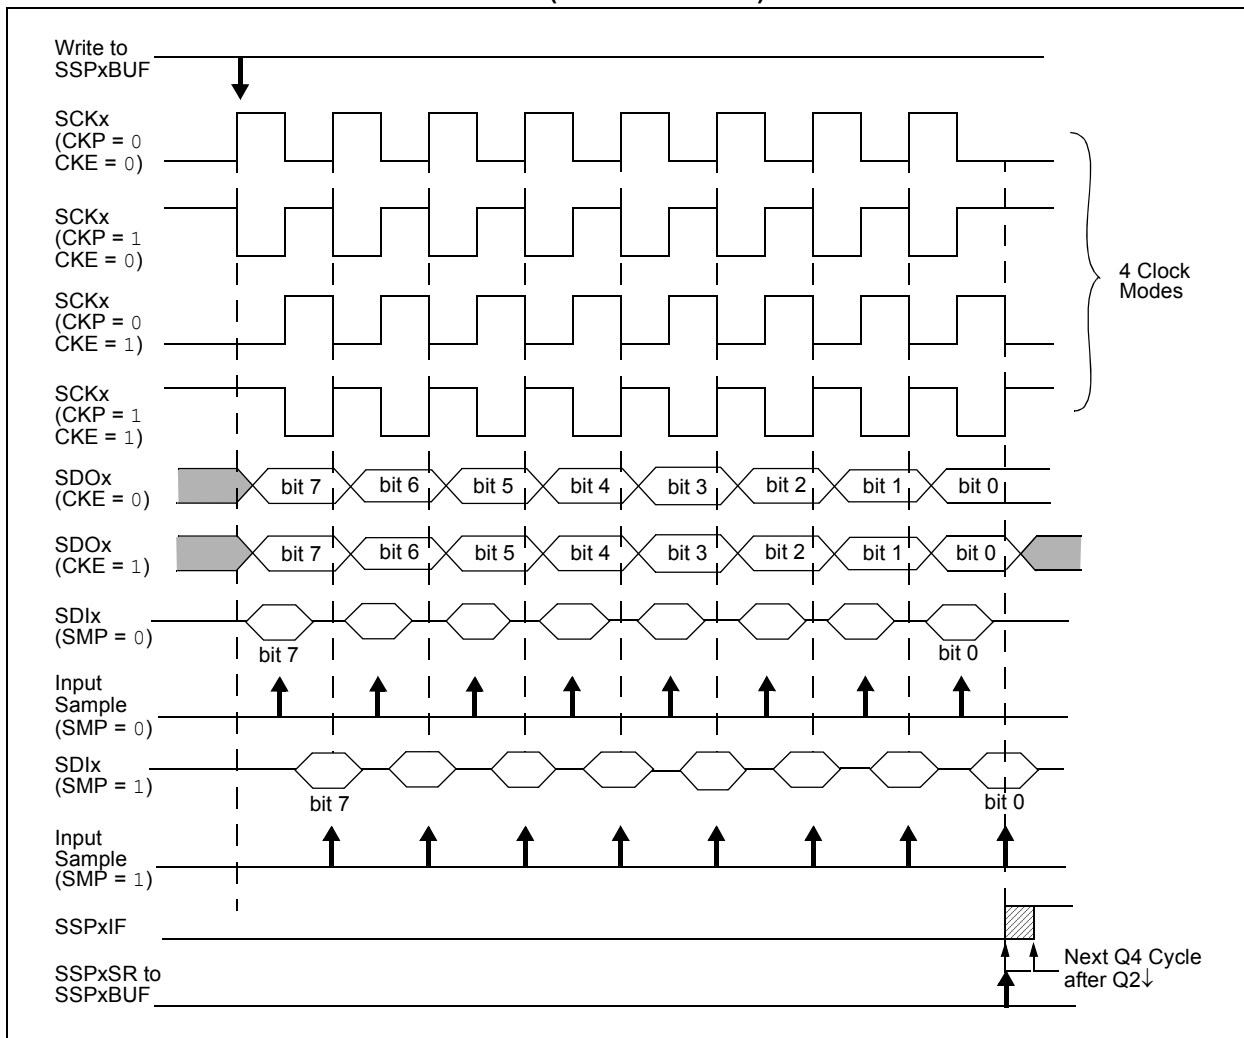 Write to
SSPxBUF
SCKx
(CKP = 0
CKE = 0)
SCKx
(CKP = 1
CKE = 0)
4 Clock
Modes
SCKx
(CKP = 0
CKE = 1)
SCKx
(CKP = 1
CKE = 1)
SDOx
(CKE = 0)
bit 7 bit 6 bit 5 bit 4 bit 3 bit 2 bit 1 bit 0
SDOx
(CKE = 1)
bit 7 bit 6 bit 5 bit 4 bit 3 bit 2 bit 1 bit 0
SDIx
(SMP = 0)
bit 7 bit 0
Input
Sample
(SMP = 0)
SDIx
(SMP = 1)
bit 7 bit 0
Input
Sample
(SMP = 1)
SSPxIF
Next Q4 Cycle
after Q2↓
SSPxSR to
SSPxBUF